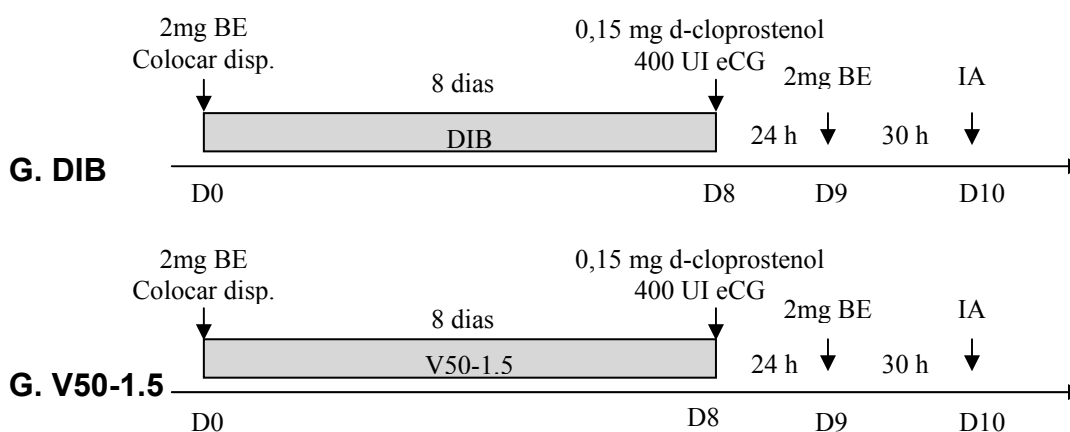 2mg BE
Colocar disp.
0,15 mg d-cloprostenol
400 UI eCG
8 dias
2mg BE
IA
DIB
24 h
30 h
G. DIB
D0
D8
D9
D10
2mg BE
Colocar disp.
0,15 mg d-cloprostenol
400 UI eCG
8 dias
2mg BE
IA
V50-1.5
24 h
30 h
G. V50-1.5
D0
D8
D9
D10